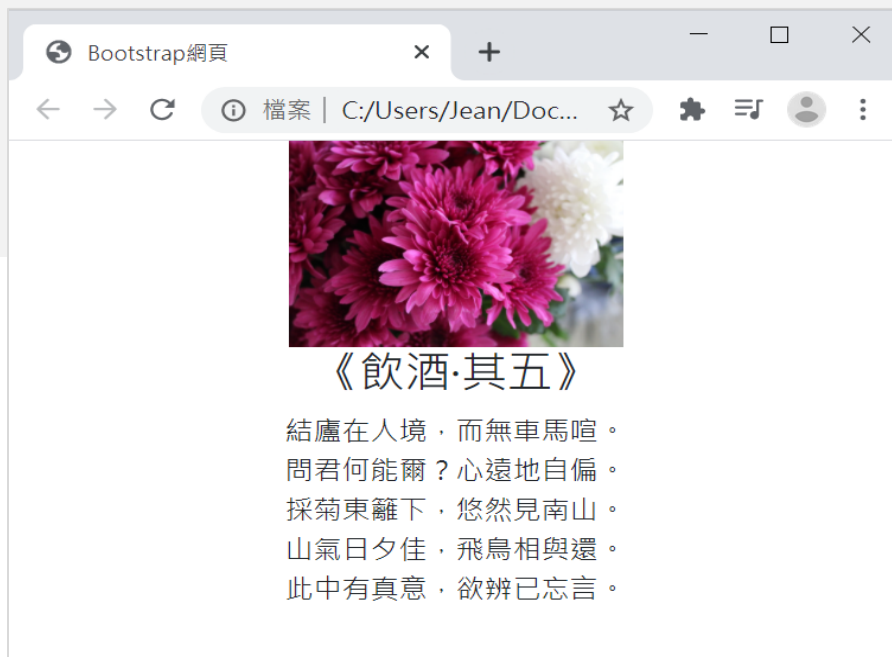 Bootstrap網頁
檔案 | C:/Users/Jean/Doc...
《飲酒·其五》
結廬在人境，而無車馬喧。
問君何能爾？心遠地自偏。
採菊東籬下，悠然見南山。
山氣日夕佳，飛鳥相與還。
此中有真意，欲辨已忘言。